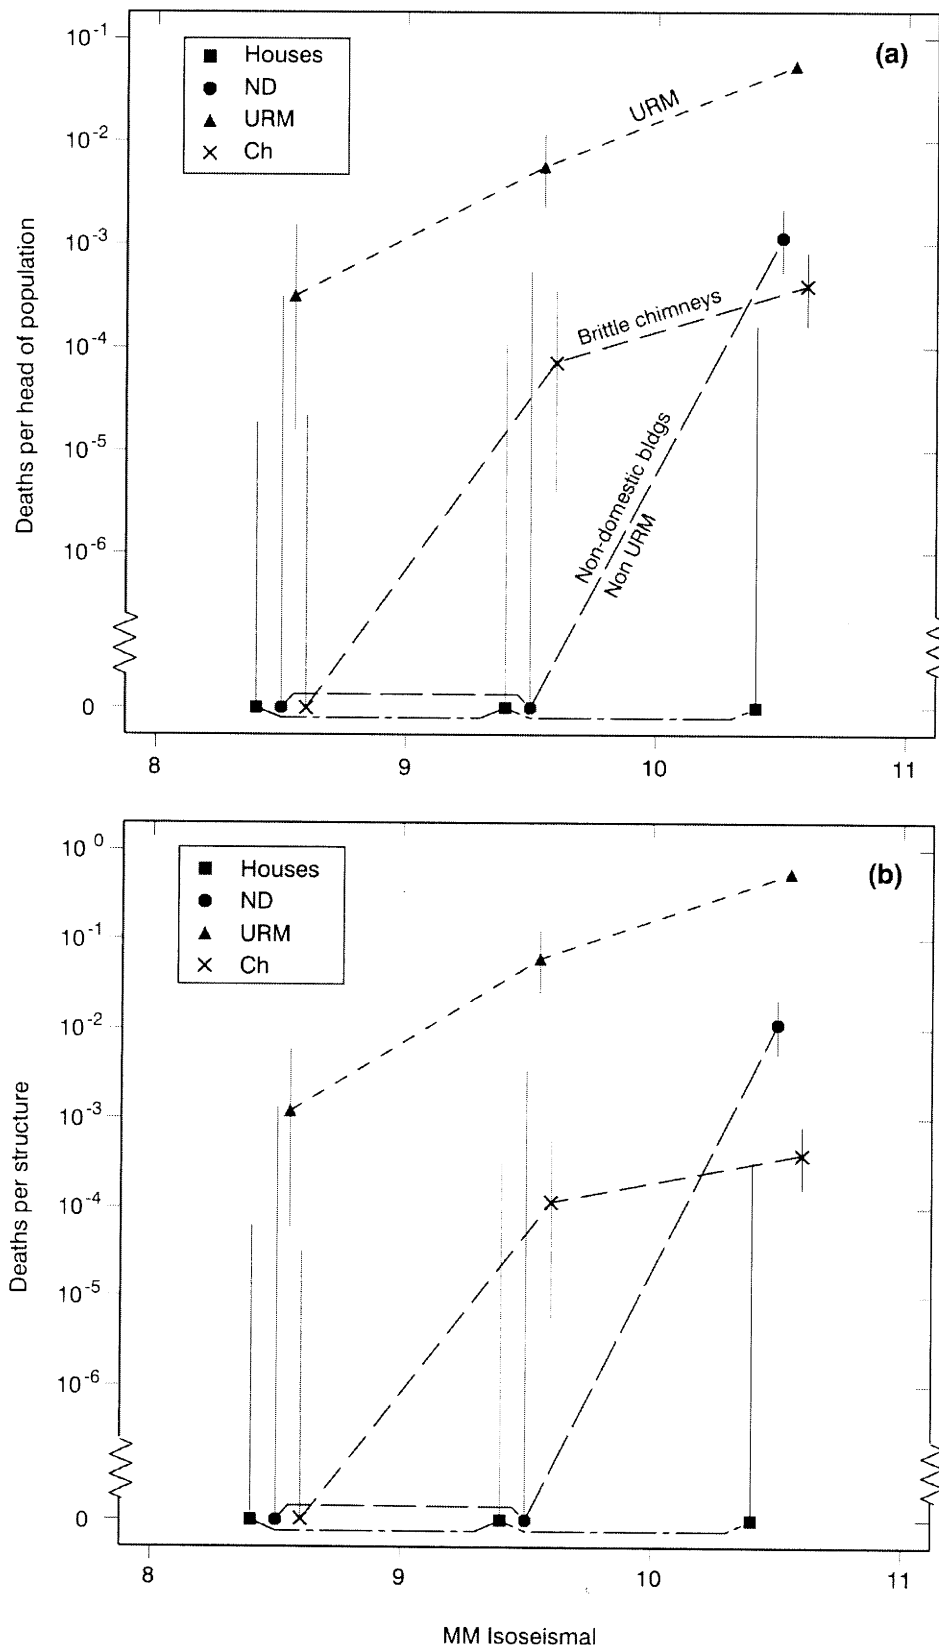 (a)
Houses
ND
URM
Ch
URM
Brittle chimneys
Non-domestic bldgs
Non URM
Deaths per head of population
10⁻¹
10⁻²
10⁻³
10⁻⁴
10⁻⁵
10⁻⁶
0
8 9 10 11
(b)
Houses
ND
URM
Ch
Deaths per structure
10⁰
10⁻¹
10⁻²
10⁻³
10⁻⁴
10⁻⁵
10⁻⁶
0
8 9 10 11
MM Isoseismal